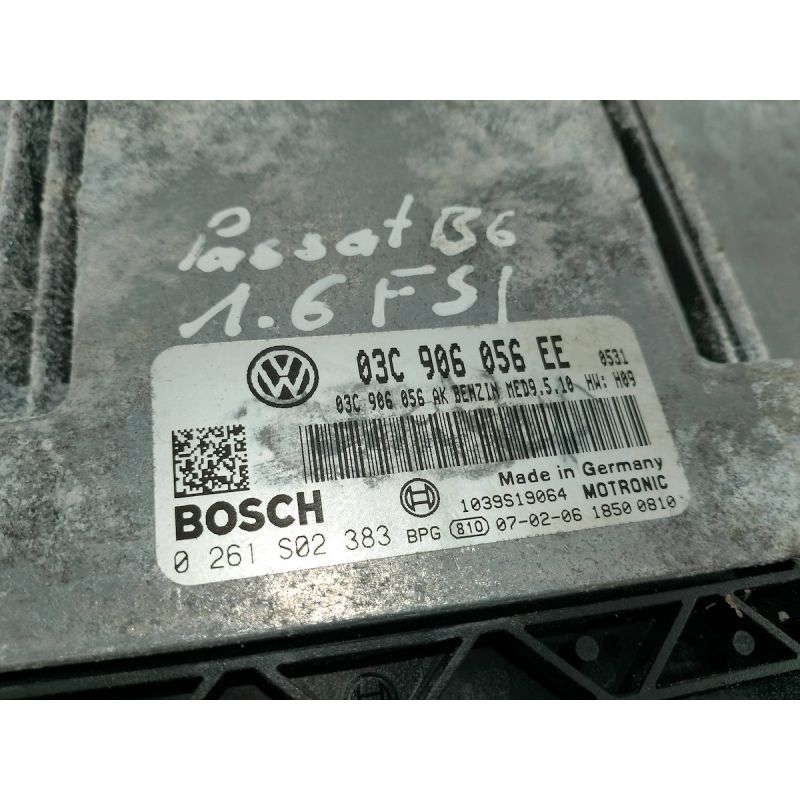 Passat B6
1.6 FSI
03C 906 056 EE 0531
03C 906 056 AK BENZIN MED9.5.10 HW: H09
Made in Germany
BOSCH 1039S19064 MOTRONIC
0 261 S02 383 BPG 810 07-02-06 1850 0810